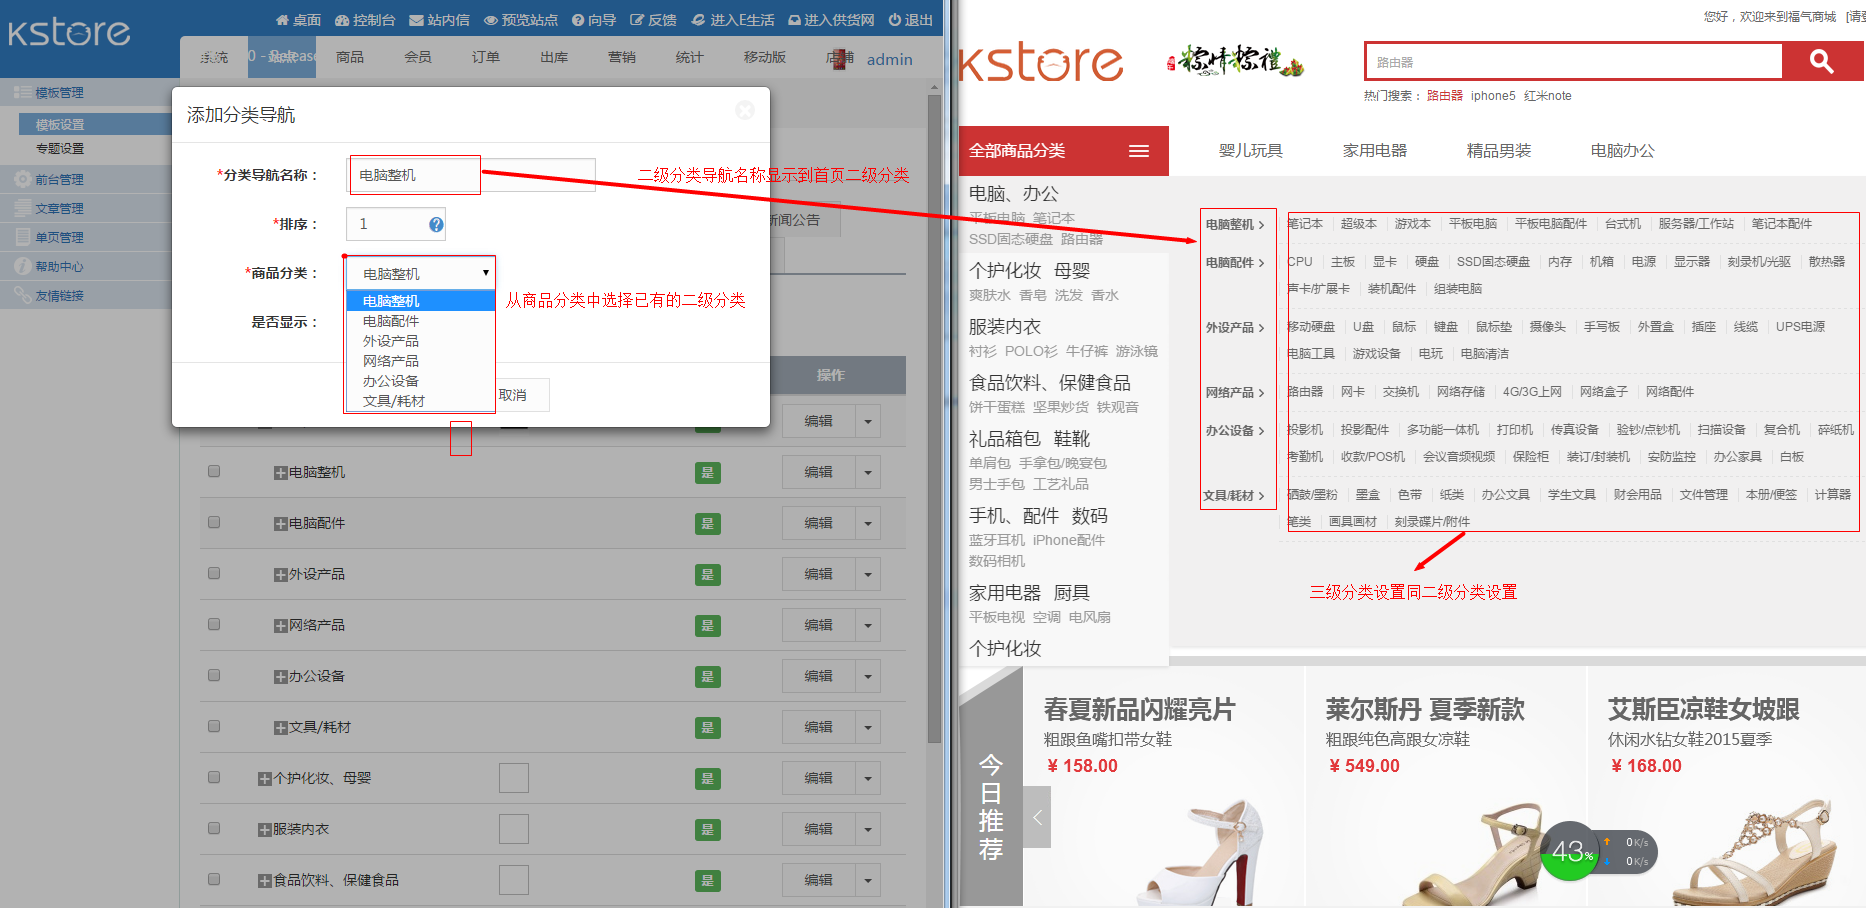 kstore
桌面 控制台 站内信 预览站点 向导 反馈 进入E生活 进入供货网 退出
系统 商品 会员 订单 出库 营销 统计 移动版 店铺 admin
模板管理
模板设置
专题设置
前台管理
文章管理
单页管理
帮助中心
友情链接
添加分类导航
*分类导航名称： 电脑整机
二级分类导航名称显示到首页二级分类
*排序： 1
新闻公告
*商品分类： 电脑整机
电脑整机
电脑配件
外设产品
网络产品
办公设备
文具/耗材
从商品分类中选择已有的二级分类
是否显示：
取消
操作
编辑
电脑整机 是 编辑
电脑配件 是 编辑
外设产品 是 编辑
网络产品 是 编辑
办公设备 是 编辑
文具/耗材 是 编辑
个护化妆、母婴 是 编辑
服装内衣 是 编辑
食品饮料、保健食品 是 编辑
您好，欢迎来到福气商城
kstore
粽情粽禮
路由器
热门搜索： 路由器 iphone5 红米note
全部商品分类 婴儿玩具 家用电器 精品男装 电脑办公
电脑、办公
平板电脑 笔记本
SSD固态硬盘 路由器
个护化妆 母婴
爽肤水 香皂 洗发 香水
服装内衣
衬衫 POLO衫 牛仔裤 游泳镜
食品饮料、保健食品
饼干蛋糕 坚果炒货 铁观音
礼品箱包 鞋靴
单肩包 手拿包/晚宴包
男士手包 工艺礼品
手机、配件 数码
蓝牙耳机 iPhone配件
数码相机
家用电器 厨具
平板电视 空调 电风扇
个护化妆
电脑整机 > 笔记本 超级本 游戏本 平板电脑 平板电脑配件 台式机 服务器/工作站 笔记本配件
电脑配件 > CPU 主板 显卡 硬盘 SSD固态硬盘 内存 机箱 电源 显示器 刻录机/光驱 散热器
声卡/扩展卡 装机配件 组装电脑
外设产品 > 移动硬盘 U盘 鼠标 键盘 鼠标垫 摄像头 手写板 外置盒 插座 线缆 UPS电源
电脑工具 游戏设备 电玩 电脑清洁
网络产品 > 路由器 网卡 交换机 网络存储 4G/3G上网 网络盒子 网络配件
办公设备 > 投影机 投影配件 多功能一体机 打印机 传真设备 验钞/点钞机 扫描设备 复合机 碎纸机
考勤机 收款/POS机 会议音频视频 保险柜 装订/封装机 安防监控 办公家具 白板
文具/耗材 > 硒鼓/墨粉 墨盒 色带 纸类 办公文具 学生文具 财会用品 文件管理 本册/便签 计算器
笔类 画具画材 刻录碟片/附件
三级分类设置同二级分类设置
今日推荐
春夏新品闪耀亮片
粗跟鱼嘴扣带女鞋
¥ 158.00
莱尔斯丹 夏季新款
粗跟纯色高跟女凉鞋
¥ 549.00
艾斯臣凉鞋女坡跟
休闲水钻女鞋2015夏季
¥ 168.00
43%
0K/s
0K/s